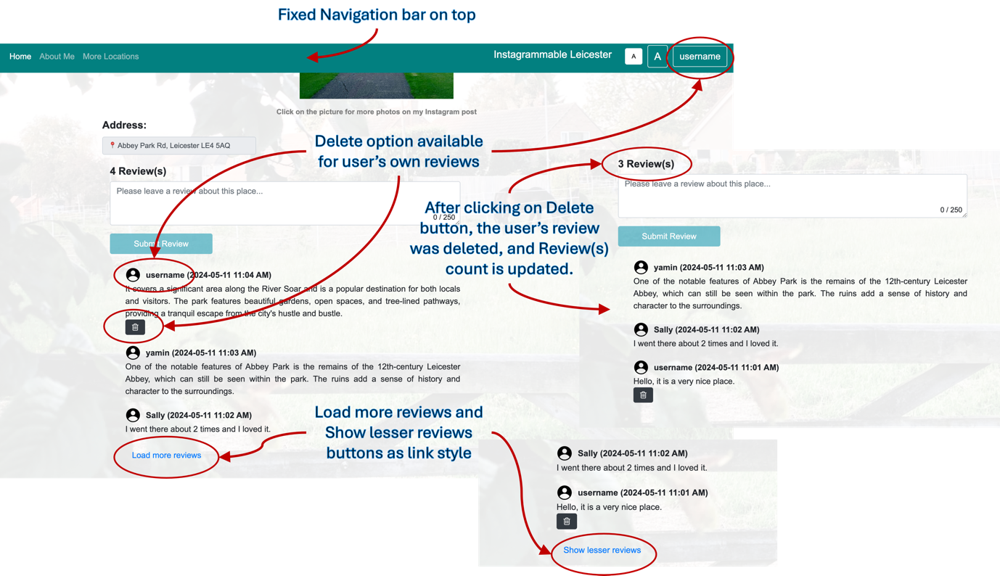 Fixed Navigation bar on top
Home About Me More Locations Instagrammable Leicester A A username
Click on the picture for more photos on my Instagram post
Address:
📍 Abbey Park Rd, Leicester LE4 5AQ
Delete option available
for user's own reviews
4 Review(s)
Please leave a review about this place...
0 / 250
Submit Review
username (2024-05-11 11:04 AM)
It covers a significant area along the River Soar and is a popular destination for both locals
and visitors. The park features beautiful gardens, open spaces, and tree-lined pathways,
providing a tranquil escape from the city's hustle and bustle.
yamin (2024-05-11 11:03 AM)
One of the notable features of Abbey Park is the remains of the 12th-century Leicester
Abbey, which can still be seen within the park. The ruins add a sense of history and
character to the surroundings.
Sally (2024-05-11 11:02 AM)
I went there about 2 times and I loved it.
Load more reviews
After clicking on Delete
button, the user's review
was deleted, and Review(s)
count is updated.
3 Review(s)
Please leave a review about this place...
0 / 250
Submit Review
yamin (2024-05-11 11:03 AM)
One of the notable features of Abbey Park is the remains of the 12th-century Leicester
Abbey, which can still be seen within the park. The ruins add a sense of history and
character to the surroundings.
Sally (2024-05-11 11:02 AM)
I went there about 2 times and I loved it.
username (2024-05-11 11:01 AM)
Hello, it is a very nice place.
Load more reviews and
Show lesser reviews
buttons as link style
Sally (2024-05-11 11:02 AM)
I went there about 2 times and I loved it.
username (2024-05-11 11:01 AM)
Hello, it is a very nice place.
Show lesser reviews